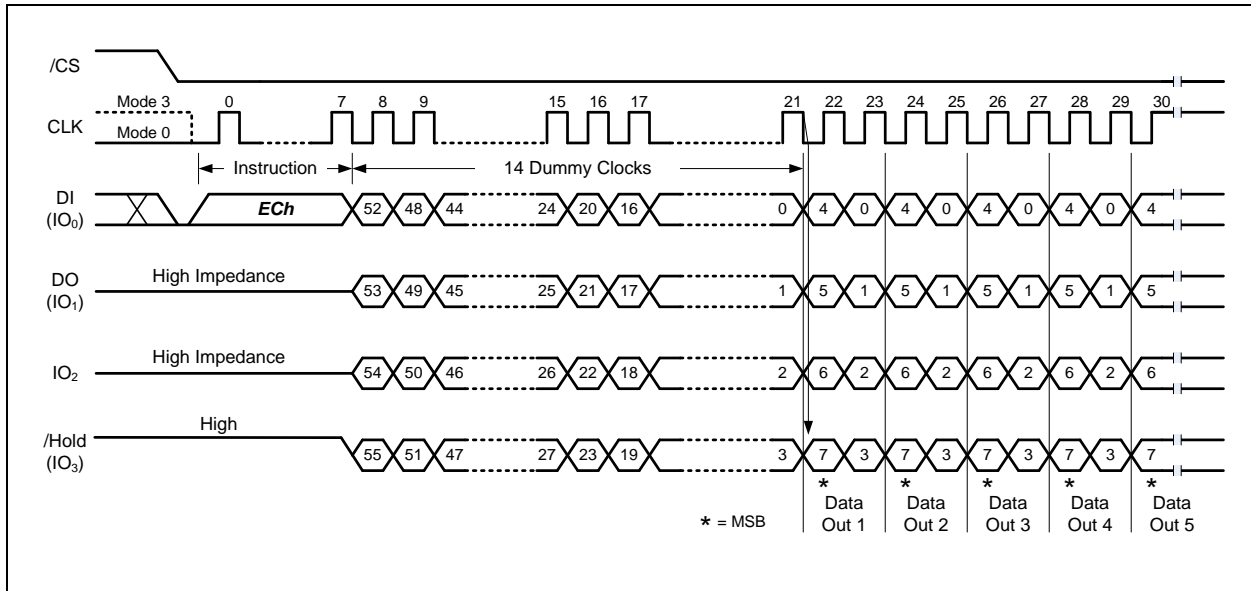 /CS
Mode 3 0 7 8 9 15 16 17 21 22 23 24 25 26 27 28 29 30
CLK
Mode 0
Instruction 14 Dummy Clocks
DI
(IO0) ECh 52 48 44 24 20 16 0 4 0 4 0 4 0 4 0 4
High Impedance
DO
(IO1) 53 49 45 25 21 17 1 5 1 5 1 5 1 5 1 5
High Impedance
IO2 54 50 46 26 22 18 2 6 2 6 2 6 2 6 2 6
High
/Hold
(IO3) 55 51 47 27 23 19 3 7 3 7 3 7 3 7 3 7
* * * * *
* = MSB
Data Out 1
Data Out 2
Data Out 3
Data Out 4
Data Out 5